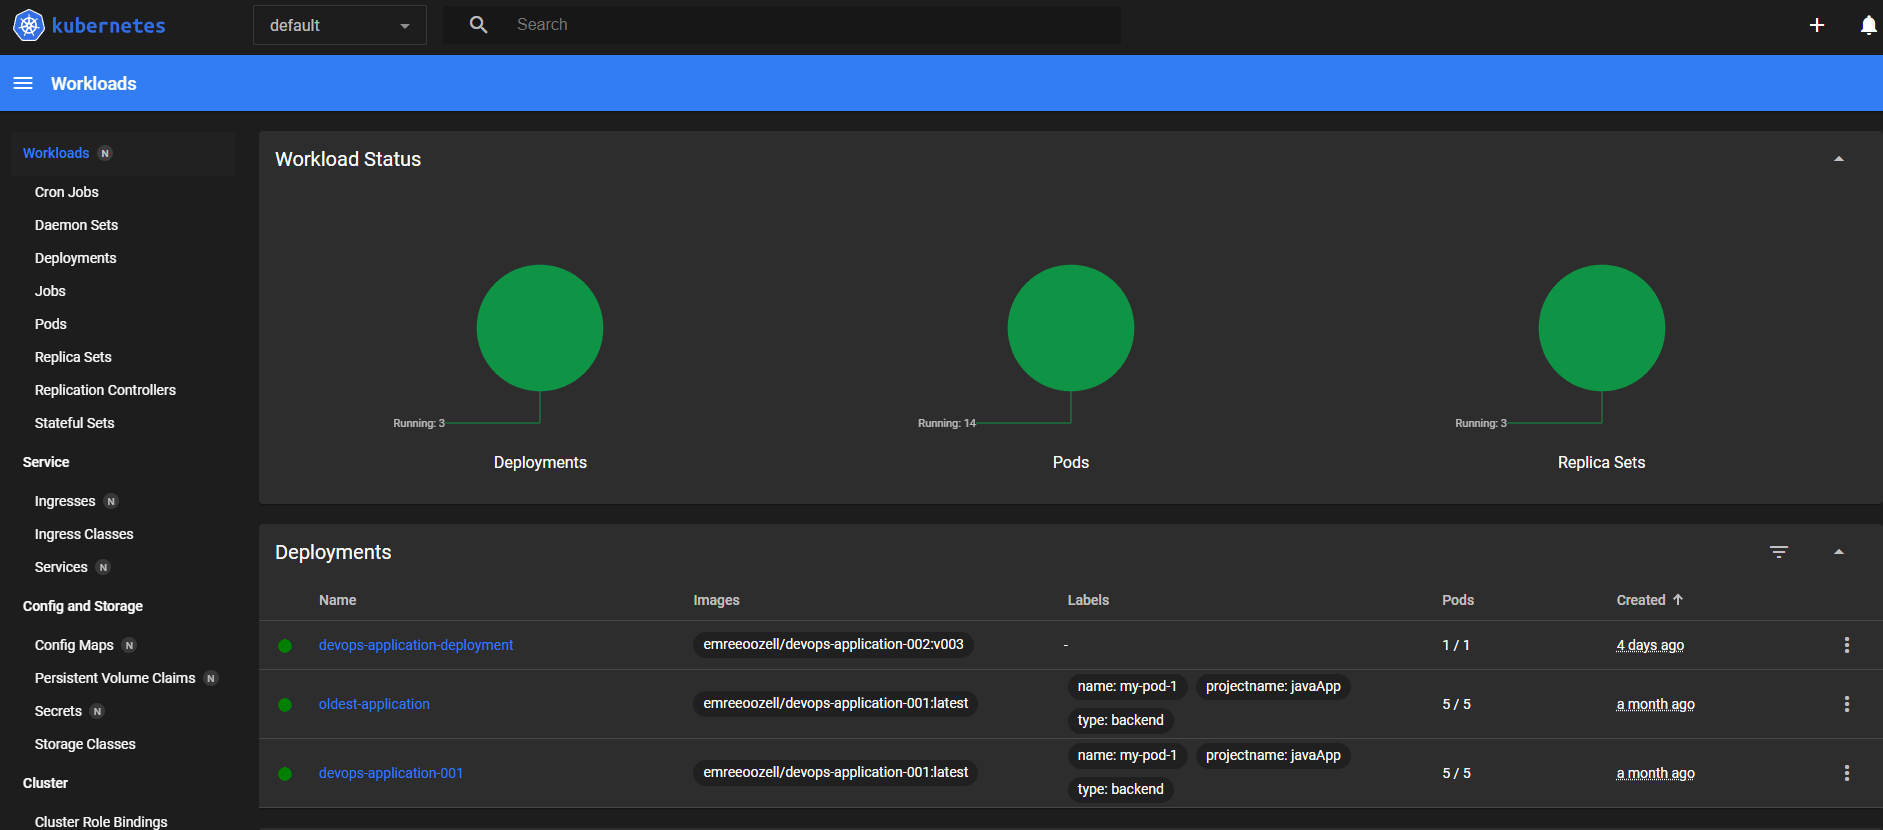 kubernetes
default
Search
Workloads
Workloads N
Cron Jobs
Daemon Sets
Deployments
Jobs
Pods
Replica Sets
Replication Controllers
Stateful Sets
Service
Ingresses N
Ingress Classes
Services N
Config and Storage
Config Maps N
Persistent Volume Claims N
Secrets N
Storage Classes
Cluster
Cluster Role Bindings
Workload Status
Running: 3
Deployments
Running: 14
Pods
Running: 3
Replica Sets
Deployments
Name Images Labels Pods Created
devops-application-deployment emreeoozell/devops-application-002:v003 - 1 / 1 4 days ago
name: my-pod-1 projectname: javaApp
oldest-application emreeoozell/devops-application-001:latest 5 / 5 a month ago
type: backend
name: my-pod-1 projectname: javaApp
devops-application-001 emreeoozell/devops-application-001:latest 5 / 5 a month ago
type: backend